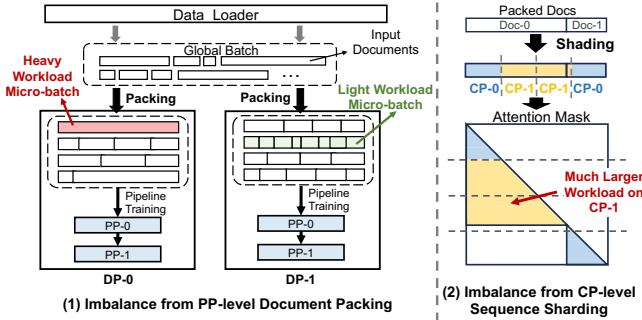 Data Loader
Global Batch
Input
Documents
...
Heavy
Workload
Micro-batch
Packing
Packing
Light Workload
Micro-batch
Pipeline
Training
Pipeline
Training
PP-0
PP-0
PP-1
PP-1
DP-0
DP-1
(1) Imbalance from PP-level Document Packing
Packed Docs
Doc-0
Doc-1
Shading
CP-0
CP-1
CP-1
CP-0
Attention Mask
Much Larger
Workload on
CP-1
(2) Imbalance from CP-level
Sequence Sharding